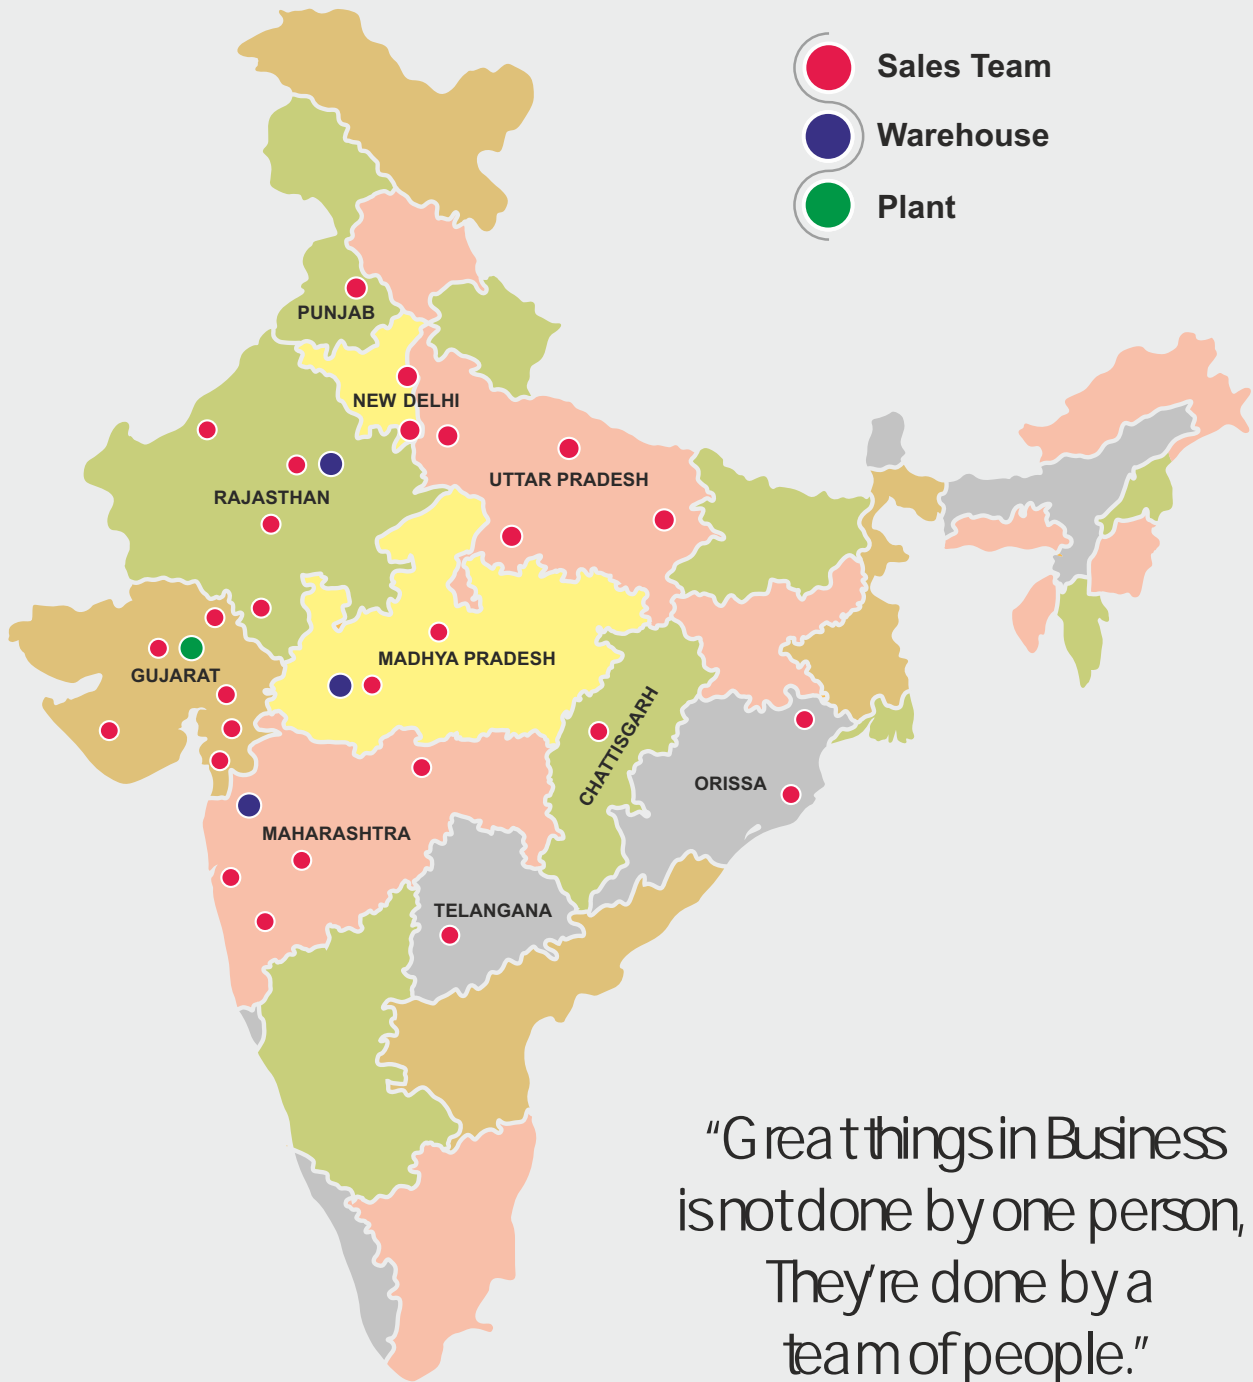 Sales Team
Warehouse
Plant
PUNJAB
NEW DELHI
UTTAR PRADESH
RAJASTHAN
MADHYA PRADESH
GUJARAT
CHATTISGARH
ORISSA
MAHARASHTRA
TELANGANA
“Great things in Business
is not done by one person,
They’re done by a
team of people.”